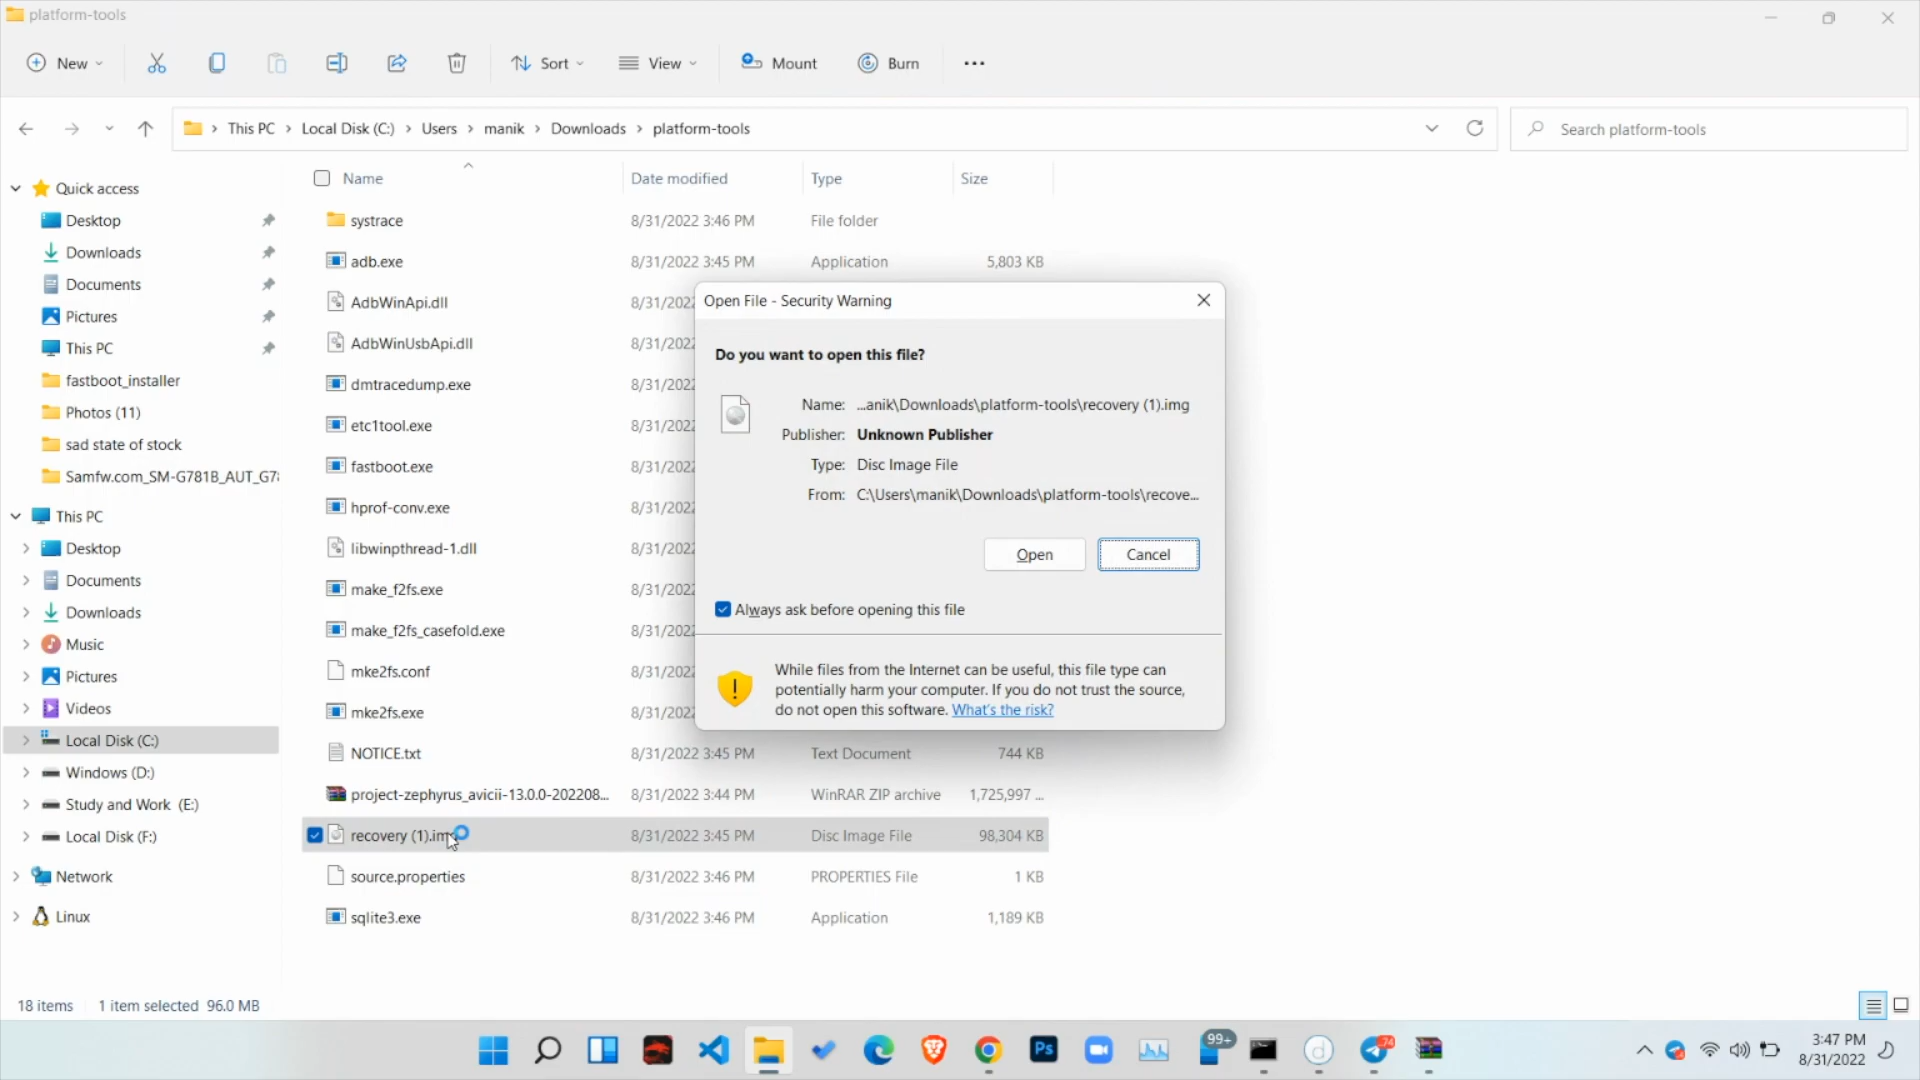 platform-tools
New
Sort
View
Mount
Burn
This PC
Local Disk (C:)
Users
manik
Downloads
platform-tools
Search platform-tools
Name
Date modified
Type
Size
Quick access
Desktop
Downloads
Documents
Pictures
This PC
fastboot_installer
Photos (11)
sad state of stock
Samfw.com_SM-G781B_AUT_G7
This PC
Desktop
Documents
Downloads
Music
Pictures
Videos
Local Disk (C:)
Windows (D:)
Study and Work (E:)
Local Disk (F:)
Network
Linux
systrace 8/31/2022 3:46 PM File folder
adb.exe 8/31/2022 3:45 PM Application 5,803 KB
AdbWinApi.dll 8/31/2022
AdbWinUsbApi.dll 8/31/2022
dmtracedump.exe 8/31/2022
etc1tool.exe 8/31/2022
fastboot.exe 8/31/2022
hprof-conv.exe 8/31/2022
libwinpthread-1.dll 8/31/2022
make_f2fs.exe 8/31/2022
make_f2fs_casefold.exe 8/31/2022
mke2fs.conf 8/31/2022
mke2fs.exe 8/31/2022
NOTICE.txt 8/31/2022 3:45 PM Text Document 744 KB
project-zephyrus_avicii-13.0.0-202208... 8/31/2022 3:44 PM WinRAR ZIP archive 1,725,997 ...
recovery (1).img 8/31/2022 3:45 PM Disc Image File 98,304 KB
source.properties 8/31/2022 3:46 PM PROPERTIES File 1 KB
sqlite3.exe 8/31/2022 3:46 PM Application 1,189 KB
Open File - Security Warning
Do you want to open this file?
Name: ...anik\Downloads\platform-tools\recovery (1).img
Publisher: Unknown Publisher
Type: Disc Image File
From: C:\Users\manik\Downloads\platform-tools\recove...
Open
Cancel
Always ask before opening this file
While files from the Internet can be useful, this file type can
potentially harm your computer. If you do not trust the source,
do not open this software. What's the risk?
18 items 1 item selected 96.0 MB
Ps
99+
74
3:47 PM
8/31/2022